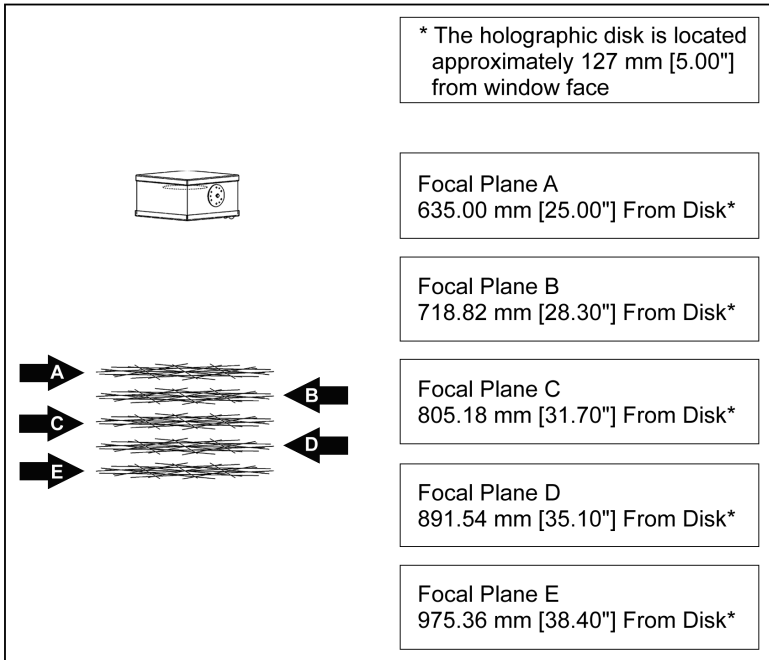 * The holographic disk is located
approximately 127 mm [5.00"]
from window face
Focal Plane A
635.00 mm [25.00"] From Disk*
Focal Plane B
718.82 mm [28.30"] From Disk*
A
B
Focal Plane C
805.18 mm [31.70"] From Disk*
C
D
Focal Plane D
891.54 mm [35.10"] From Disk*
E
Focal Plane E
975.36 mm [38.40"] From Disk*